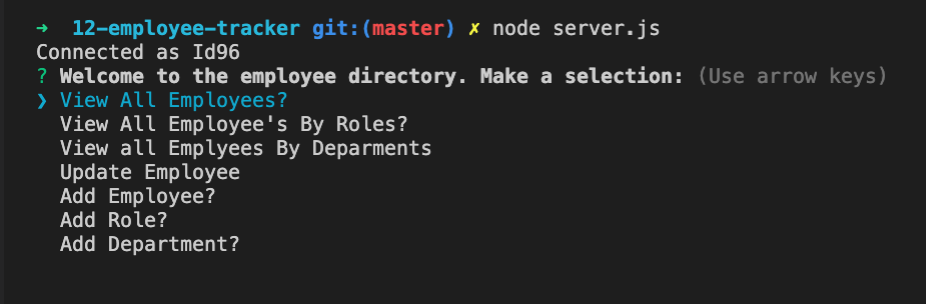 → 12-employee-tracker git:(master) ✗ node server.js
Connected as Id96
? Welcome to the employee directory. Make a selection: (Use arrow keys)
❯ View All Employees?
View All Employee's By Roles?
View all Emplyees By Deparments
Update Employee
Add Employee?
Add Role?
Add Department?